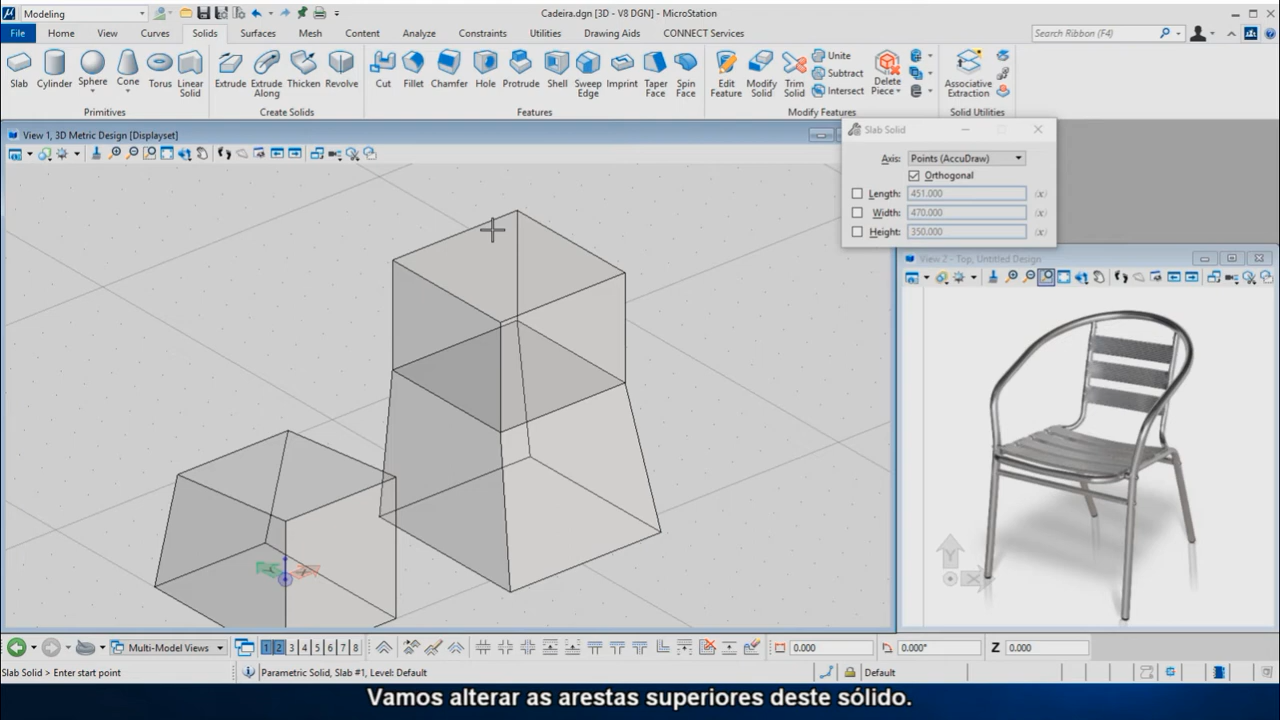 Modeling
Cadeira.dgn [3D - V8 DGN] - MicroStation
File Home View Curves Solids Surfaces Mesh Content Analyze Constraints Utilities Drawing Aids CONNECT Services
Search Ribbon (F4)
Slab Cylinder Sphere Cone Torus Linear Solid
Extrude Extrude Along Thicken Revolve
Cut Fillet Chamfer Hole Protrude Shell Sweep Edge Imprint Taper Face Spin Face
Edit Feature Modify Solid Trim Solid Unite Subtract Intersect Delete Piece
Associative Extraction
Primitives Create Solids Features Modify Features Solid Utilities
View 1, 3D Metric Design [Displayset]
Slab Solid
Axis: Points (AccuDraw)
Orthogonal
Length: 451.000 (x)
Width: 470.000 (x)
Height: 350.000 (x)
View 2 - Top, Untitled Design
Multi-Model Views 1 2 3 4 5 6 7 8 0.000 0.000° Z 0.000
Slab Solid > Enter start point Parametric Solid, Slab #1, Level: Default Default
Vamos alterar as arestas superiores deste sólido.